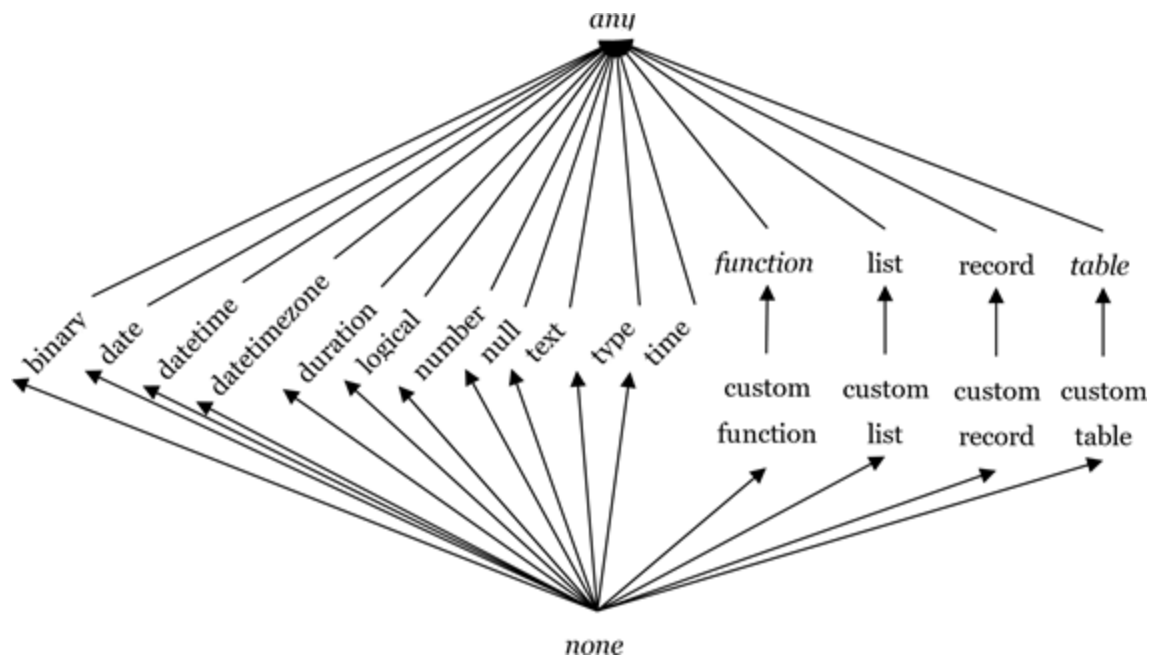 any
function
list
record
table
binary
date
datetime
datetimezone
duration
logical
number
null
text
type
time
custom
function
custom
list
custom
record
custom
table
none